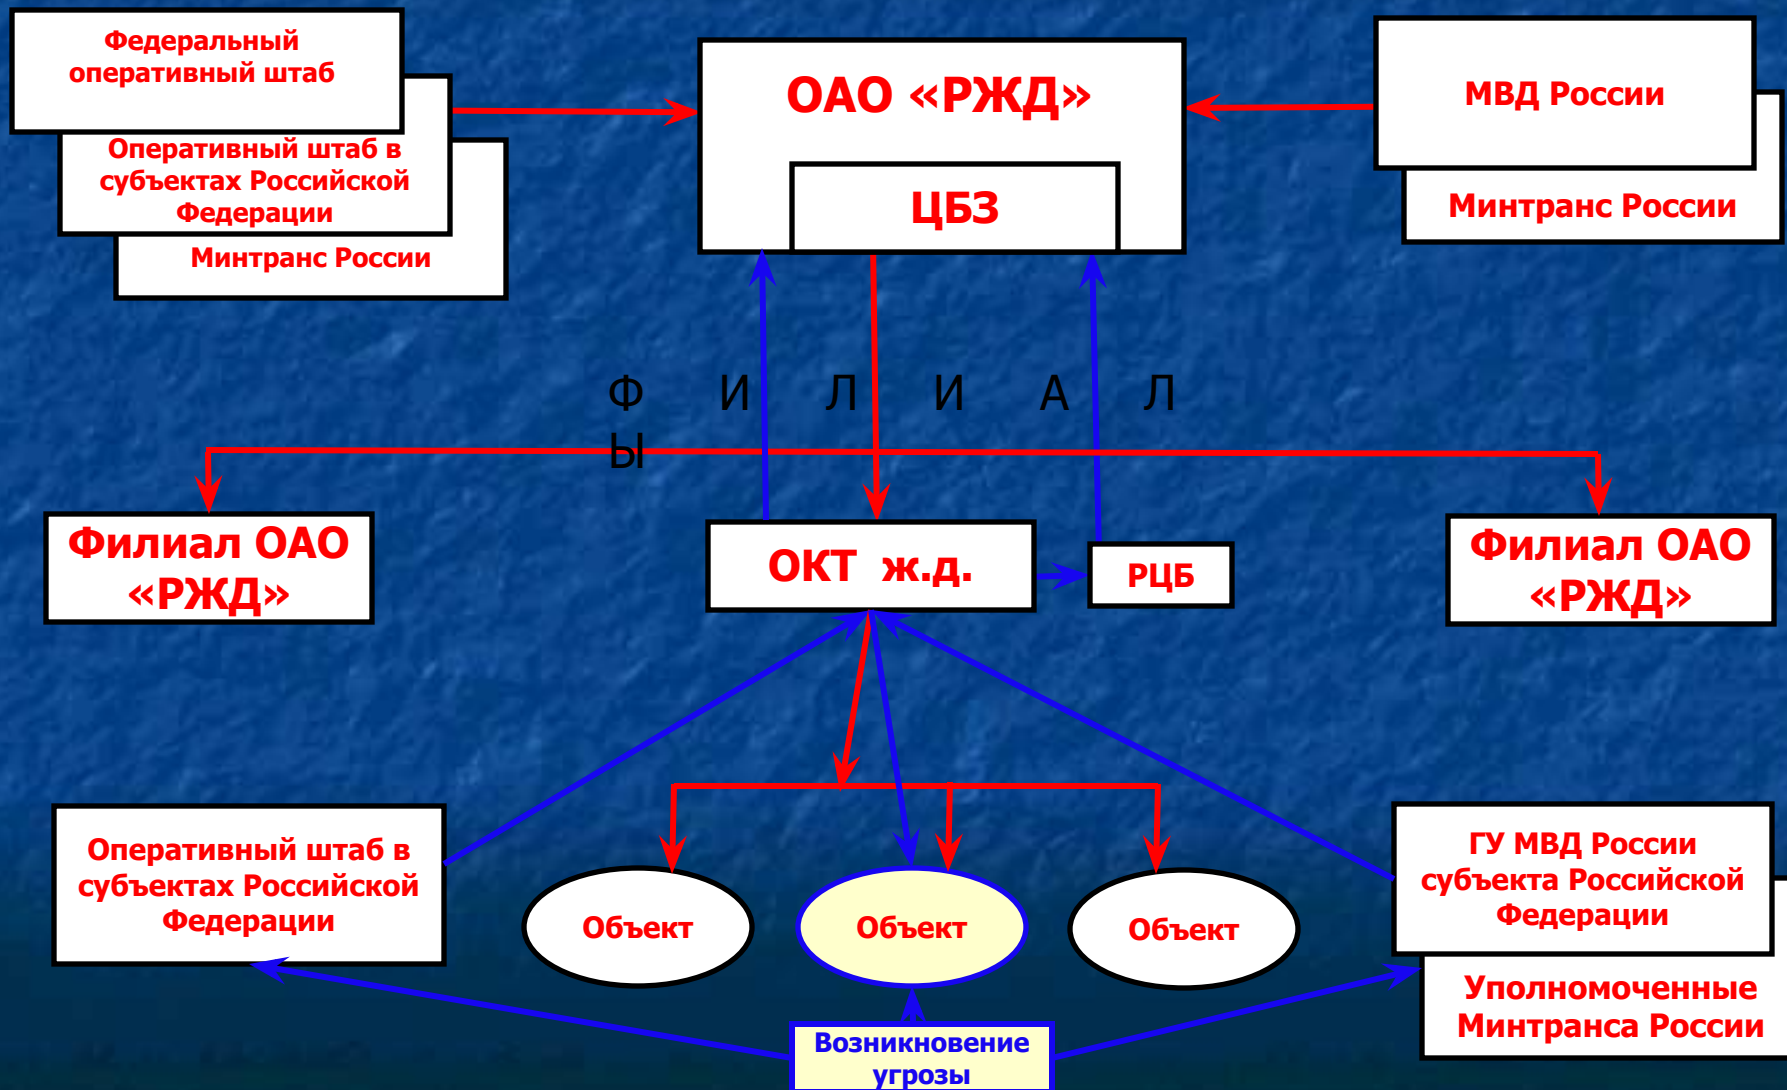 Федеральный
оперативный штаб
Оперативный штаб в
субъектах Российской
Федерации
Минтранс России
ОАО «РЖД»
ЦБЗ
МВД России
Минтранс России
Ф И Л И А Л
Ы
Филиал ОАО
«РЖД»
ОКТ ж.д.
РЦБ
Филиал ОАО
«РЖД»
Оперативный штаб в
субъектах Российской
Федерации
Объект
Объект
Объект
ГУ МВД России
субъекта Российской
Федерации
Уполномоченные
Минтранса России
Возникновение
угрозы